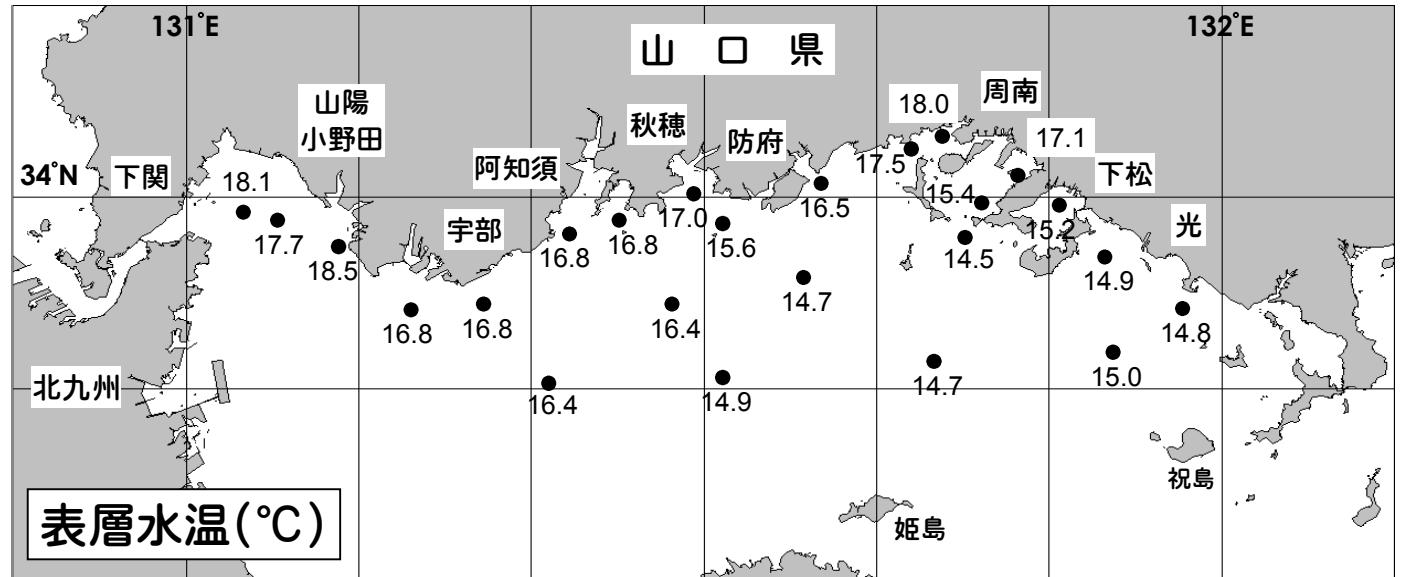 131°E
132°E
山 口 県
山陽
小野田
秋穂
防府
18.0
周南
17.1
34°N
下関
阿知須
17.5
下松
18.1
15.4
16.5
17.0
17.7
宇部
16.8
16.8
15.6
15.2
光
18.5
14.5
14.9
14.7
16.8
16.8
16.4
14.8
北九州
16.4
14.9
14.7
15.0
祝島
表層水温(℃)
姫島